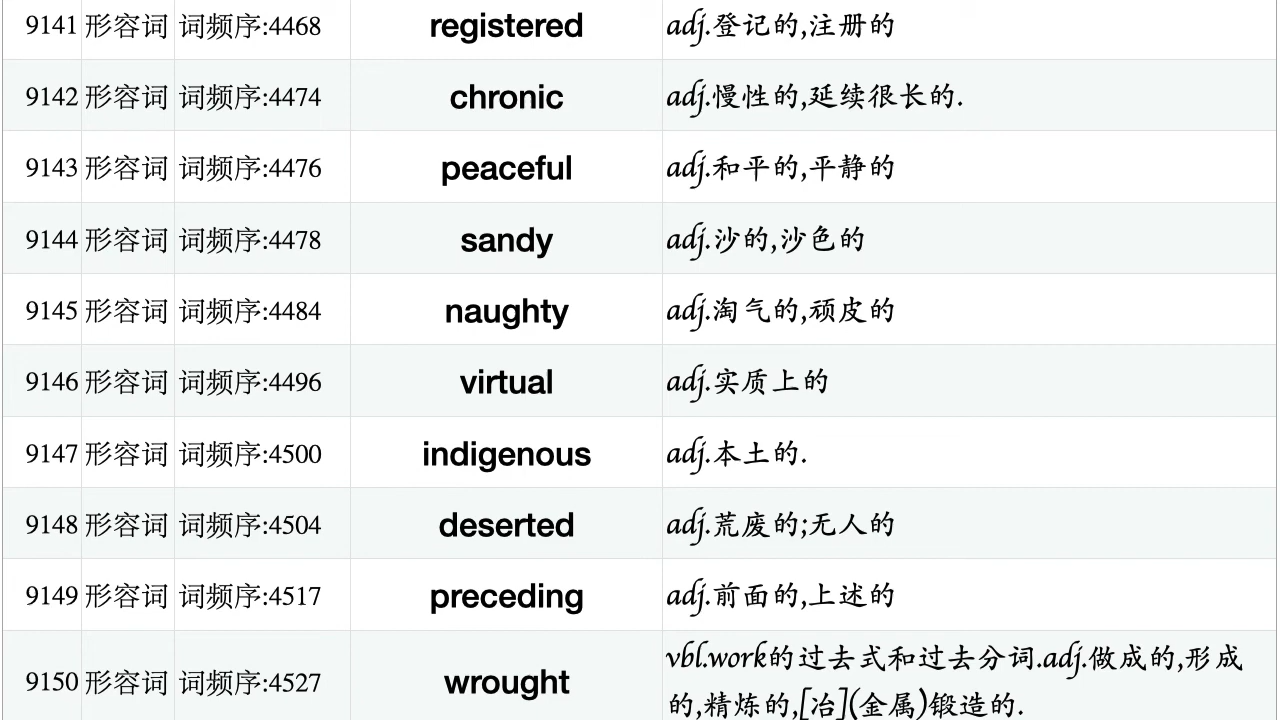 9141 形容词 词频序:4468 registered adj.登记的,注册的
9142 形容词 词频序:4474 chronic adj.慢性的,延续很长的.
9143 形容词 词频序:4476 peaceful adj.和平的,平静的
9144 形容词 词频序:4478 sandy adj.沙的,沙色的
9145 形容词 词频序:4484 naughty adj.淘气的,顽皮的
9146 形容词 词频序:4496 virtual adj.实质上的
9147 形容词 词频序:4500 indigenous adj.本土的.
9148 形容词 词频序:4504 deserted adj.荒废的;无人的
9149 形容词 词频序:4517 preceding adj.前面的,上述的
9150 形容词 词频序:4527 wrought vbl.work的过去式和过去分词.adj.做成的,形成
的,精炼的,[冶](金属)锻造的.